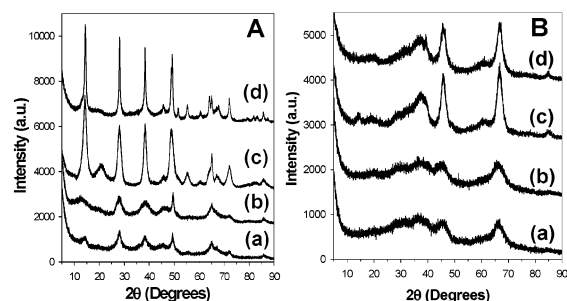 A
Intensity (a.u.)
10000
8000
6000
4000
2000
0
(d)
(c)
(b)
(a)
10 20 30 40 50 60 70 80 90
2θ (Degrees)
B
Intensity (a.u.)
5000
4000
3000
2000
1000
0
(d)
(c)
(b)
(a)
10 20 30 40 50 60 70 80 90
2θ (Degrees)